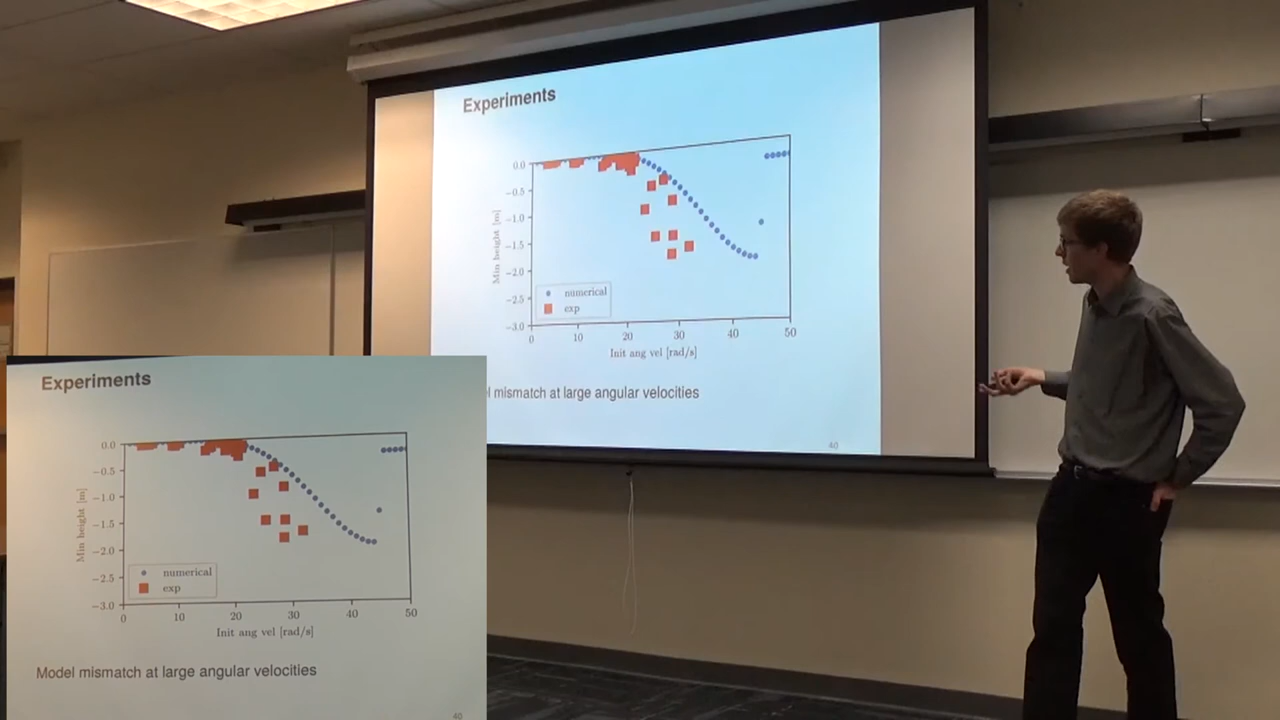 Experiments
0.0
−0.5
−1.0
−1.5
−2.0
−2.5
−3.0
Min height [m]
numerical
exp
0 10 20 30 40 50
Init ang vel [rad/s]
mismatch at large angular velocities
40
Experiments
0.0
−0.5
−1.0
−1.5
−2.0
−2.5
−3.0
Min height [m]
numerical
exp
0 10 20 30 40 50
Init ang vel [rad/s]
Model mismatch at large angular velocities
40